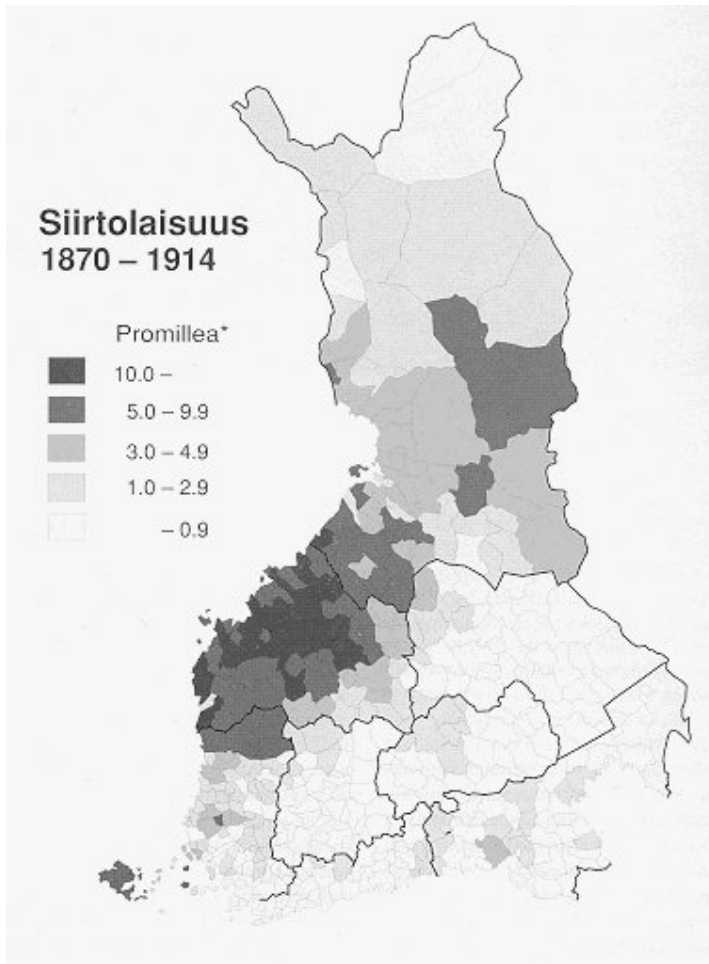 Siirtolaisuus
1870 – 1914
Promillea*
10.0 –
5.0 – 9.9
3.0 – 4.9
1.0 – 2.9
– 0.9